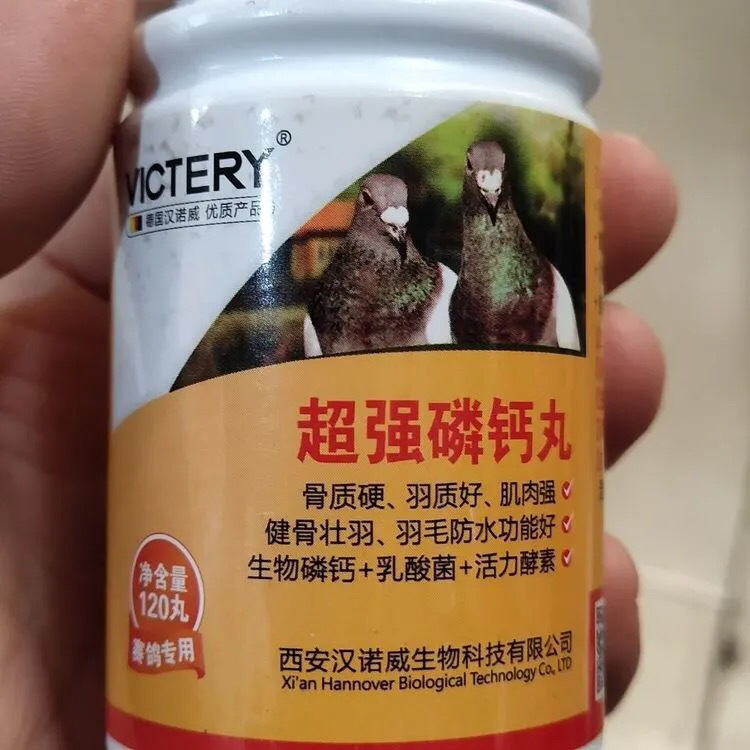 VICTERY®
德国汉诺威 优质产品
超强磷钙丸
骨质硬、羽质好、肌肉强
健骨壮羽、羽毛防水功能好
生物磷钙+乳酸菌+活力酵素
净含量
120丸
赛鸽专用
西安汉诺威生物科技有限公司
Xi'an Hannover Biological Technology Co., LTD